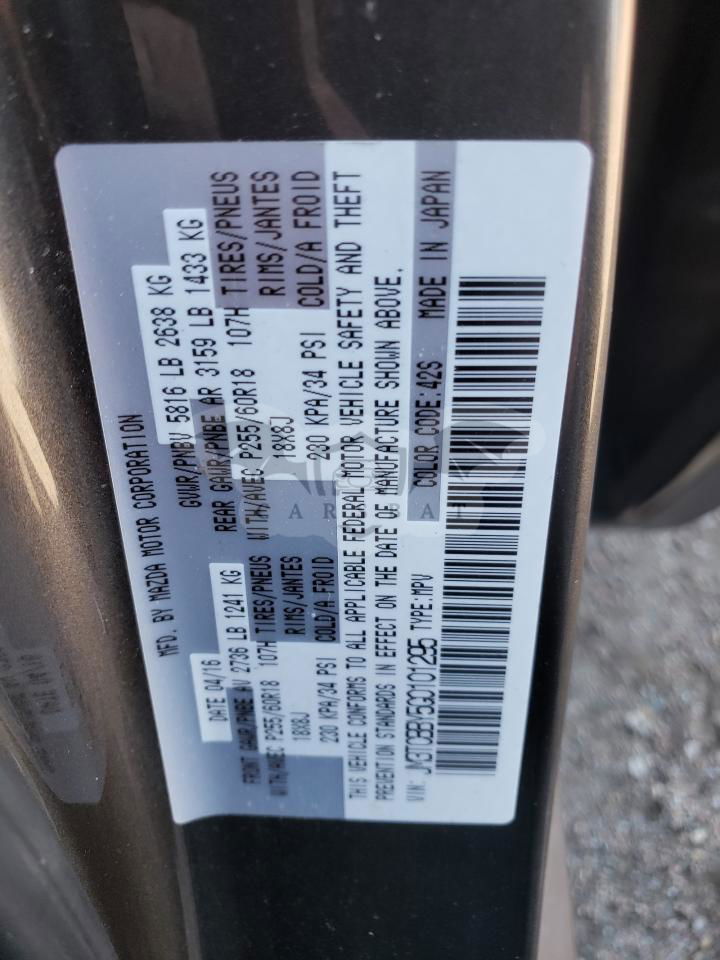 MFD. BY MAZDA MOTOR CORPORATION
DATE 04/16 GVWR/PNBV 5816 LB 2638 KG
FRONT GAWR/PNBE AV 2736 LB 1241 KG REAR GAWR/PNBE AR 3159 LB 1433 KG
WITH/AVEC P255/60R18 107H TIRES/PNEUS WITH/AVEC P255/60R18 107H TIRES/PNEUS
18X8J RIMS/JANTES 18X8J RIMS/JANTES
230 KPA/34 PSI COLD/A FROID 230 KPA/34 PSI COLD/A FROID
THIS VEHICLE CONFORMS TO ALL APPLICABLE FEDERAL MOTOR VEHICLE SAFETY AND THEFT
PREVENTION STANDARDS IN EFFECT ON THE DATE OF MANUFACTURE SHOWN ABOVE.
VIN: JM3TCBBY5G0101295 TYPE:MPV COLOR CODE:42S MADE IN JAPAN